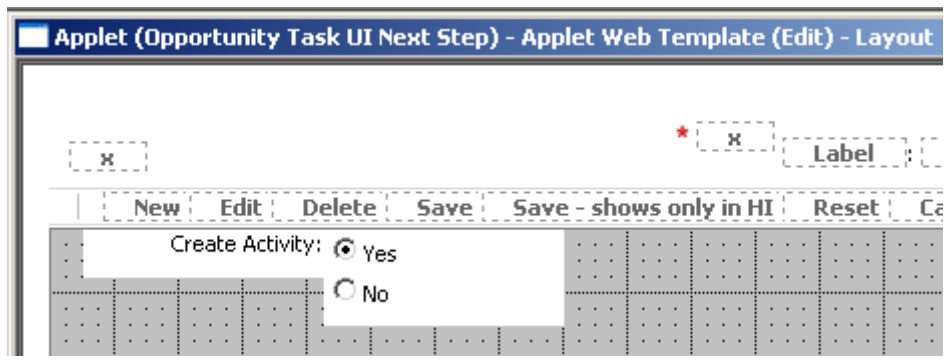 Applet (Opportunity Task UI Next Step) - Applet Web Template (Edit) - Layout
* x
x Label :
New Edit Delete Save Save - shows only in HI Reset Ca
Create Activity: Yes
No